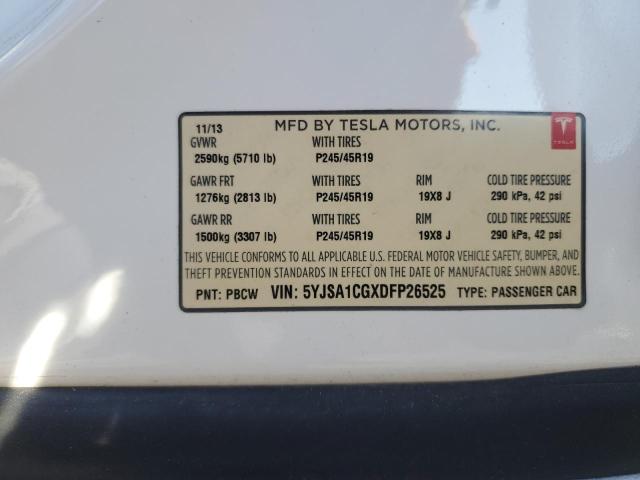 11/13 MFD BY TESLA MOTORS, INC.
GVWR WITH TIRES
2590kg (5710 lb) P245/45R19
TESLA
GAWR FRT WITH TIRES RIM COLD TIRE PRESSURE
1276kg (2813 lb) P245/45R19 19X8 J 290 kPa, 42 psi
GAWR RR WITH TIRES RIM COLD TIRE PRESSURE
1500kg (3307 lb) P245/45R19 19X8 J 290 kPa, 42 psi
THIS VEHICLE CONFORMS TO ALL APPLICABLE U.S. FEDERAL MOTOR VEHICLE SAFETY, BUMPER, AND
THEFT PREVENTION STANDARDS IN EFFECT ON THE DATE OF MANUFACTURE SHOWN ABOVE.
PNT: PBCW VIN: 5YJSA1CGXDFP26525 TYPE: PASSENGER CAR